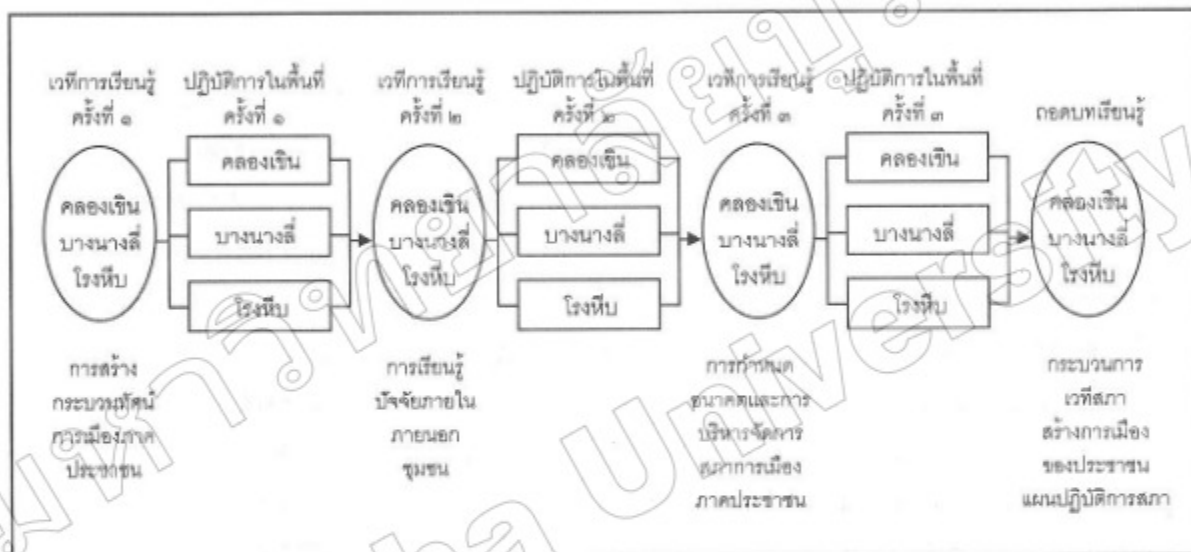 เวทีการเรียนรู้
ครั้งที่ ๑
ปฏิบัติการในพื้นที่
ครั้งที่ ๑
เวทีการเรียนรู้
ครั้งที่ ๒
ปฏิบัติการในพื้นที่
ครั้งที่ ๒
เวทีการเรียนรู้
ครั้งที่ ๓
ปฏิบัติการในพื้นที่
ครั้งที่ ๓
ถอดบทเรียนรู้
คลองเขิน
บางนางลี่
โรงหีบ
คลองเขิน
บางนางลี่
โรงหีบ
คลองเขิน
บางนางลี่
โรงหีบ
คลองเขิน
บางนางลี่
โรงหีบ
คลองเขิน
บางนางลี่
โรงหีบ
คลองเขิน
บางนางลี่
โรงหีบ
คลองเขิน
บางนางลี่
โรงหีบ
การสร้าง
กระบวนทัศน์
การเมืองภาค
ประชาชน
การเรียนรู้
ปัจจัยภายใน
ภายนอก
ชุมชน
การกำหนด
อนาคตและการ
บริหารจัดการ
สภาการเมือง
ภาคประชาชน
กระบวนการ
เวทีสภา
สร้างการเมือง
ของประชาชน
แผนปฏิบัติการสภา
University